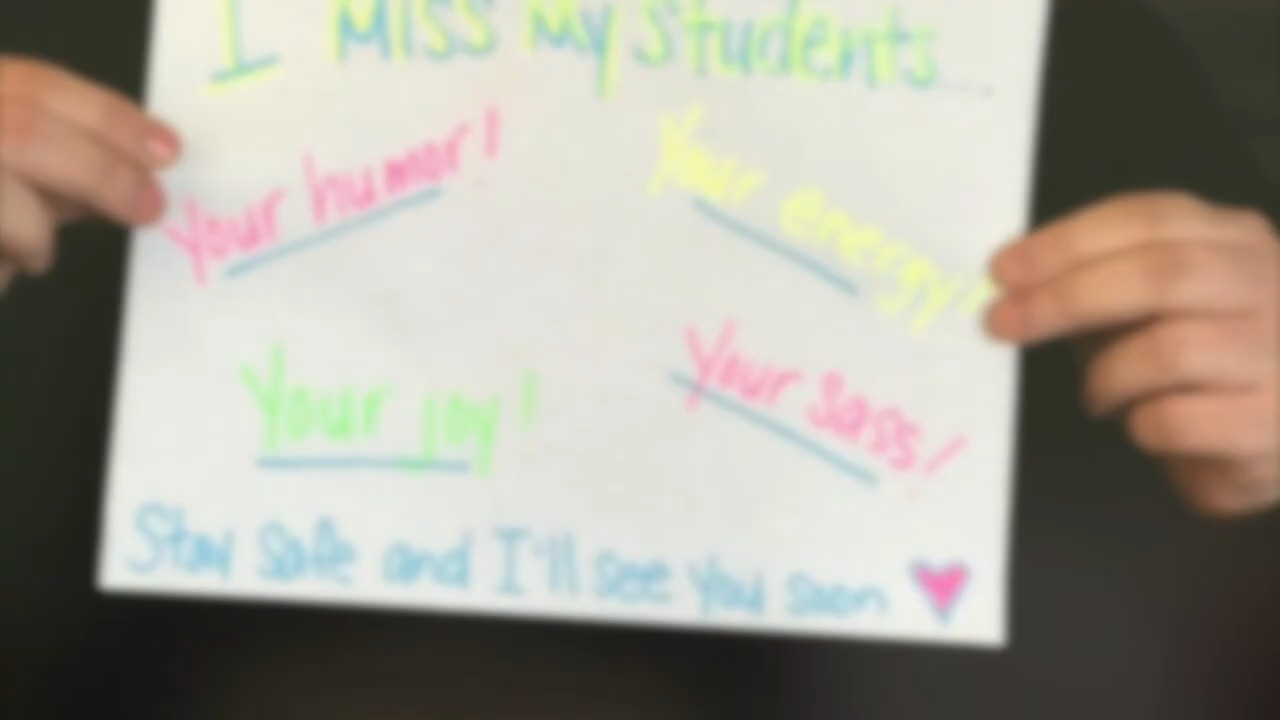 I Miss My Students...
Your humor!
Your energy!
Your joy!
Your sass!
Stay safe and I'll see you soon